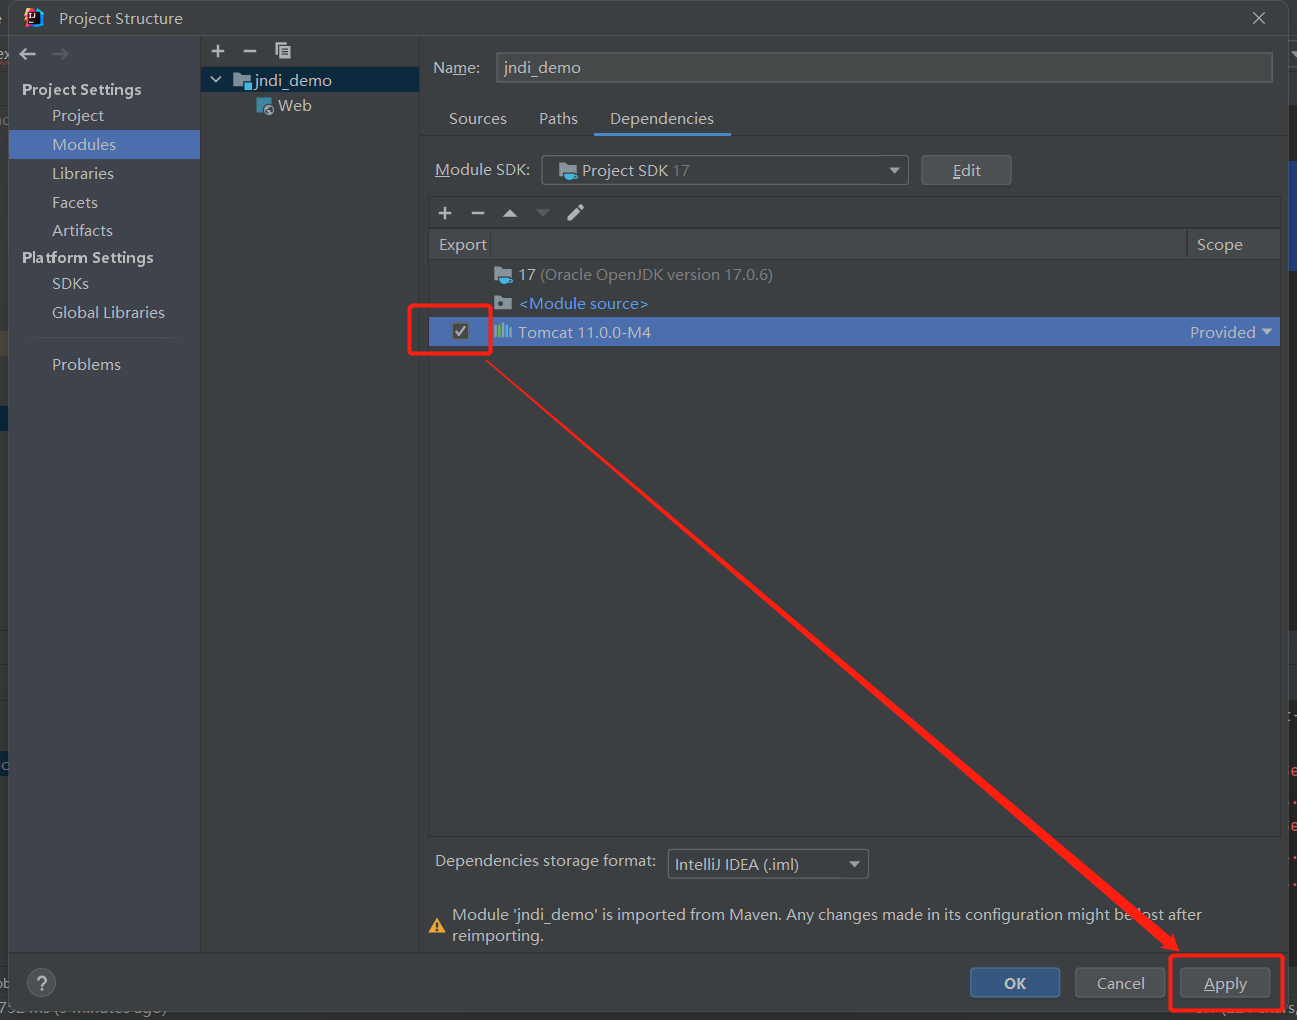 Project Structure
Project Settings
Project
Modules
Libraries
Facets
Artifacts
Platform Settings
SDKs
Global Libraries
Problems
jndi_demo
Web
Name: jndi_demo
Sources Paths Dependencies
Module SDK: Project SDK 17 Edit
Export Scope
17 (Oracle OpenJDK version 17.0.6)
<Module source>
Tomcat 11.0.0-M4 Provided
Dependencies storage format: IntelliJ IDEA (.iml)
Module 'jndi_demo' is imported from Maven. Any changes made in its configuration might be lost after
reimporting.
? OK Cancel Apply